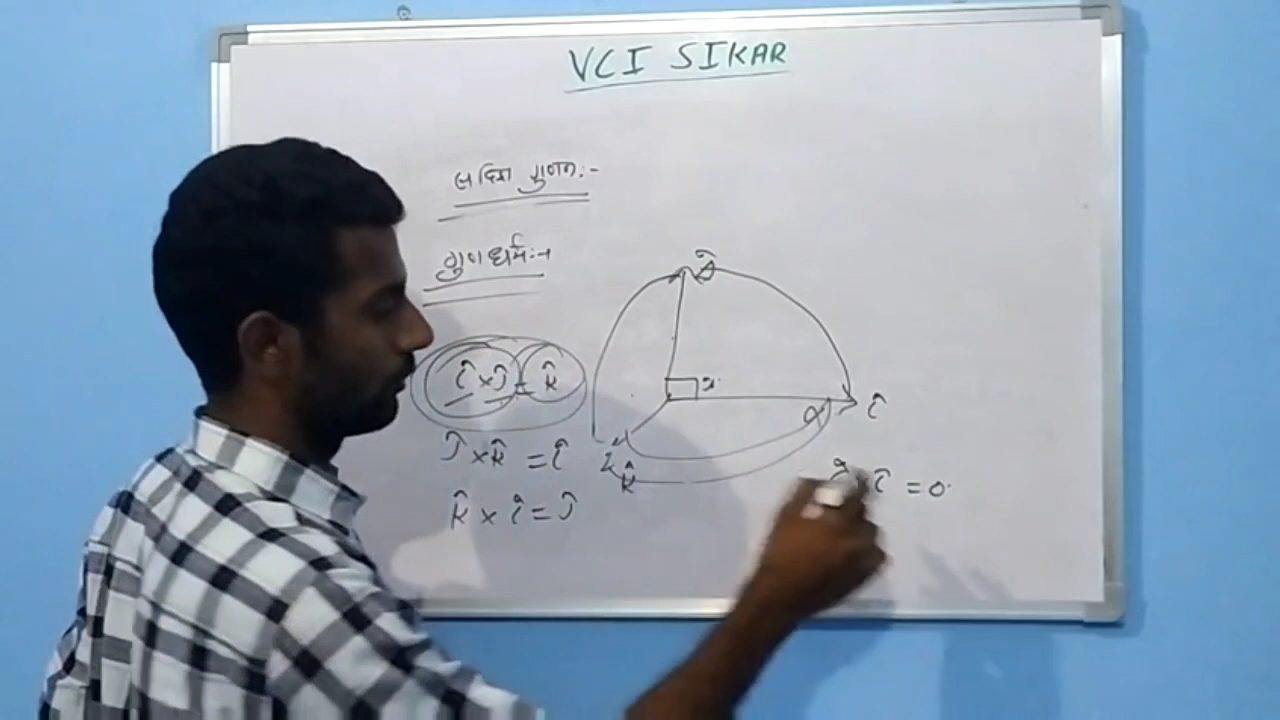 VCI SIKAR
सदिश गुणन:-
गुणधर्म:-
î × ĵ = k̂
ĵ × k̂ = î
k̂ × î = ĵ
ĵ
î
k̂
î = 0